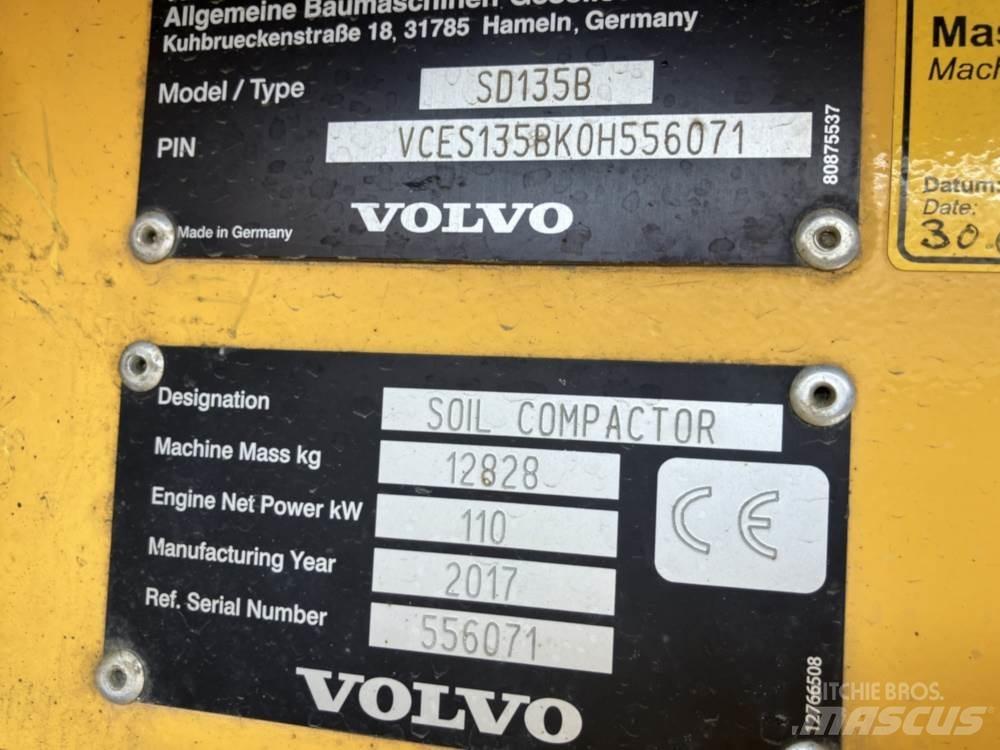 Allgemeine Baumaschinen
Kuhbrueckenstraße 18, 31785 Hameln, Germany
Model / Type SD135B
PIN VCES135BK0H556071
80875537
Made in Germany
VOLVO
Datum:
Date:
30.
Designation SOIL COMPACTOR
Machine Mass kg 12828
Engine Net Power kW 110
Manufacturing Year 2017
Ref. Serial Number 556071
CE
VOLVO
12766508
RITCHIE BROS.
MASCUS